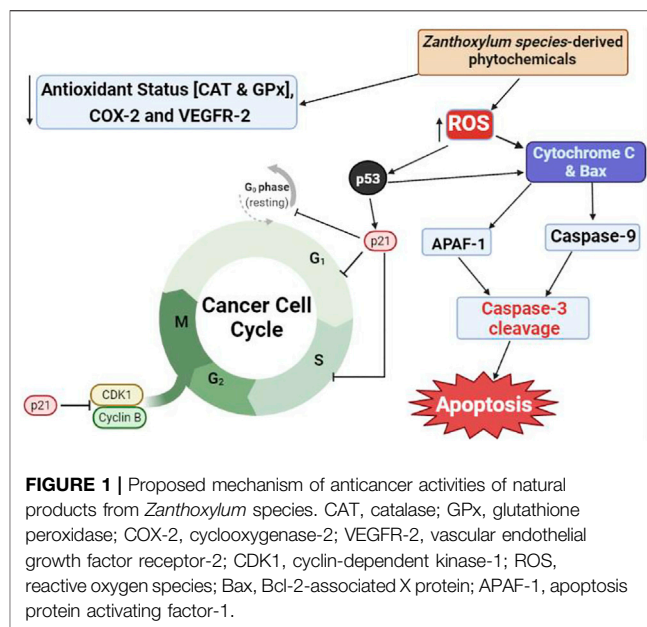 Zanthoxylum species-derived
phytochemicals
Antioxidant Status [CAT & GPx],
COX-2 and VEGFR-2
ROS
Cytochrome C
& Bax
p53
G₀ phase
(resting)
p21
APAF-1
Caspase-9
G₁
Cancer Cell
Cycle
Caspase-3
cleavage
M
S
G₂
CDK1
p21
Cyclin B
Apoptosis
FIGURE 1 | Proposed mechanism of anticancer activities of natural
products from Zanthoxylum species. CAT, catalase; GPx, glutathione
peroxidase; COX-2, cyclooxygenase-2; VEGFR-2, vascular endothelial
growth factor receptor-2; CDK1, cyclin-dependent kinase-1; ROS,
reactive oxygen species; Bax, Bcl-2-associated X protein; APAF-1, apoptosis
protein activating factor-1.